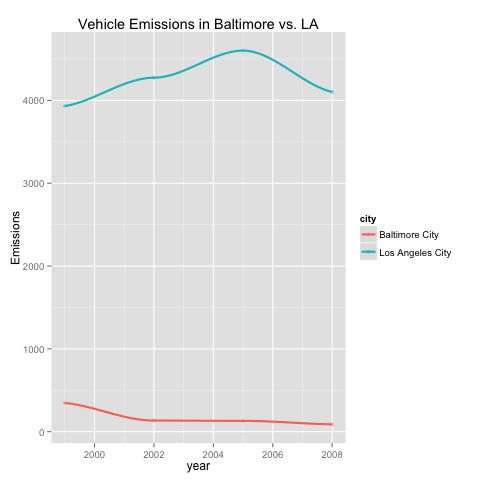 Vehicle Emissions in Baltimore vs. LA
Emissions
4000
3000
2000
1000
0
2000 2002 2004 2006 2008
year
city
Baltimore City
Los Angeles City